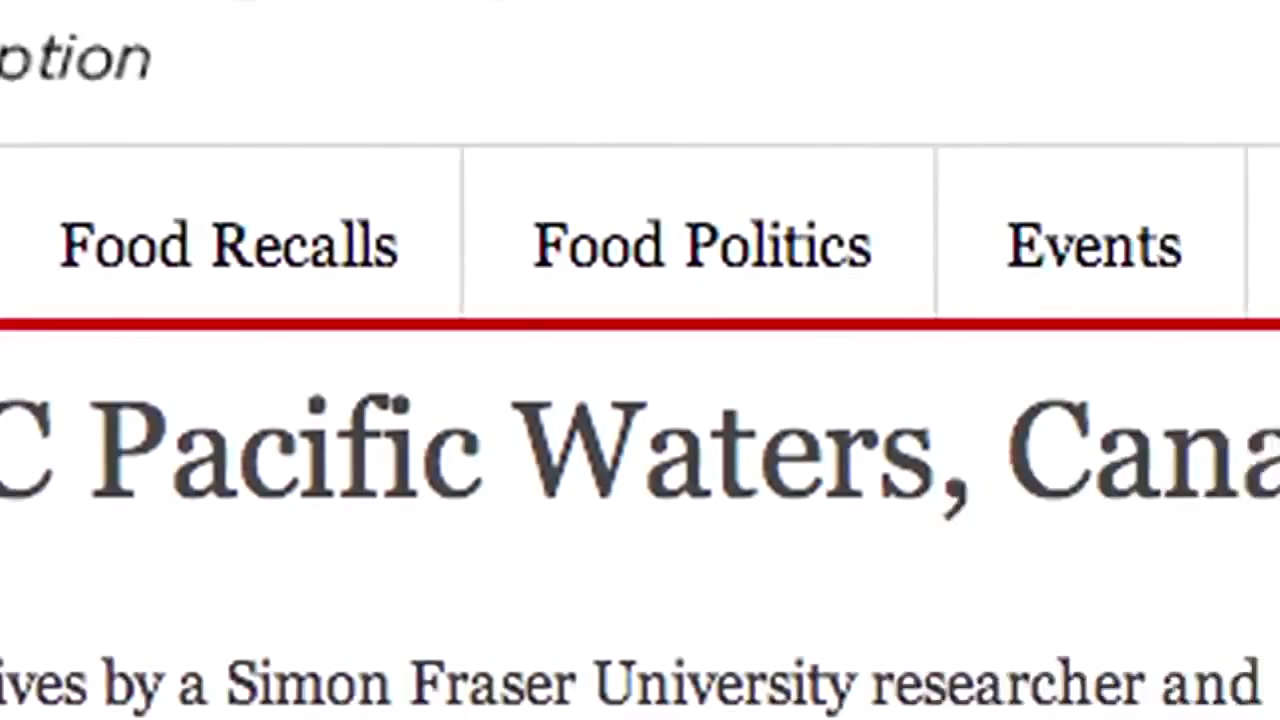 ption
Food Recalls Food Politics Events
C Pacific Waters, Cana
ives by a Simon Fraser University researcher and